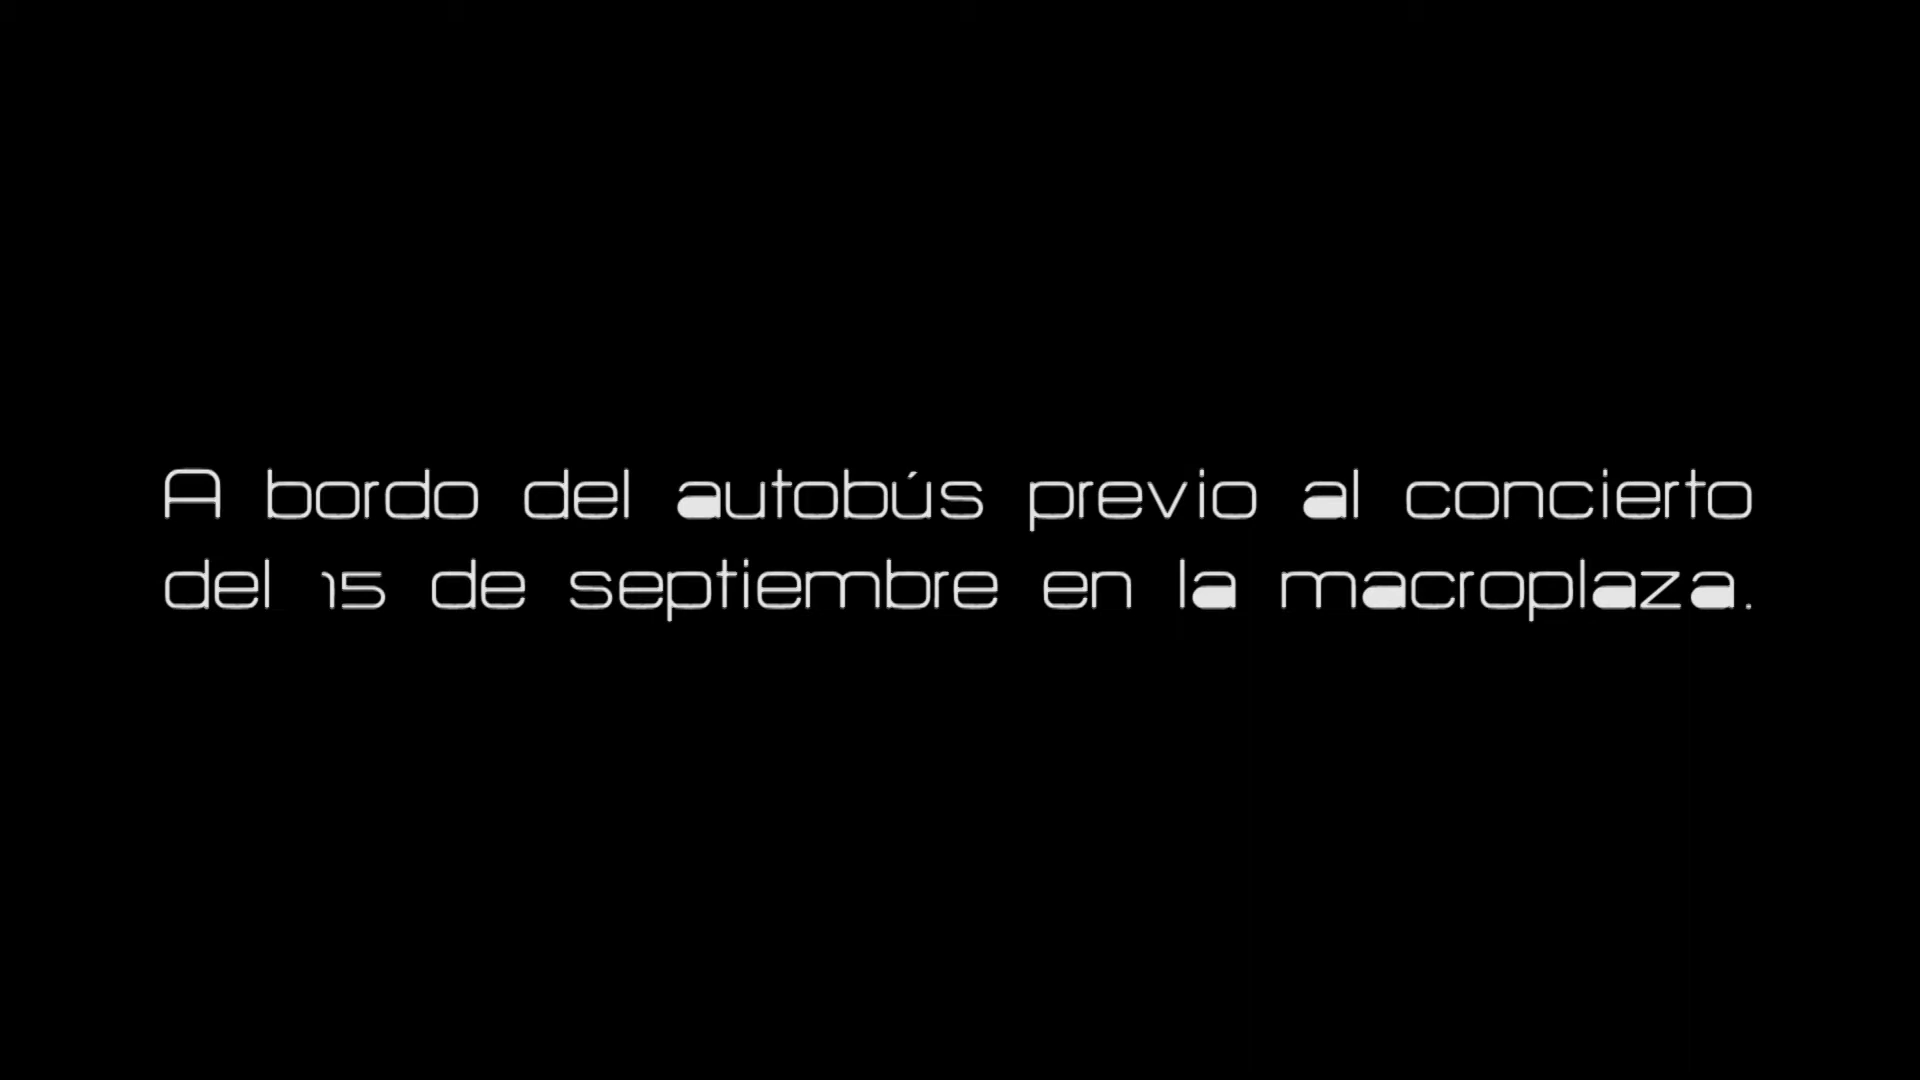 A bordo del autobús previo al concierto
del 15 de septiembre en la macroplaza.